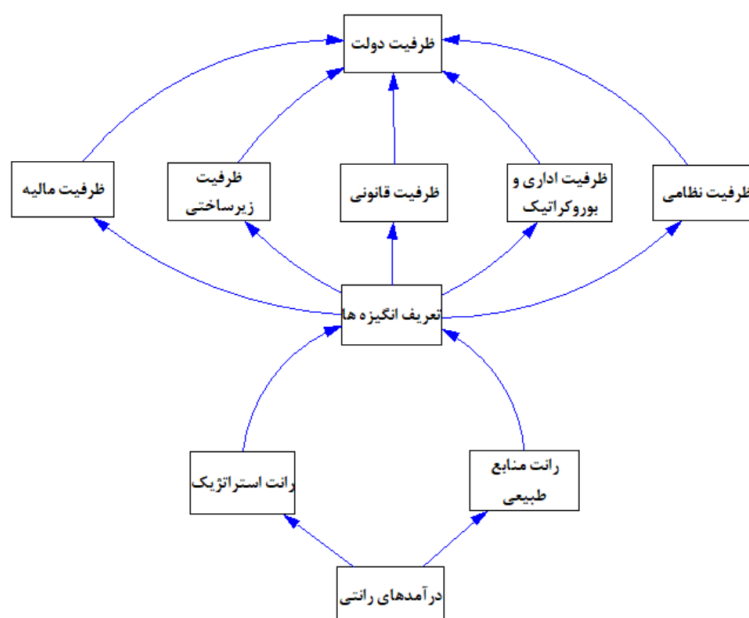 ظرفیت دولت
ظرفیت نظامی
ظرفیت اداری و
بوروکراتیک
ظرفیت قانونی
ظرفیت
زیرساختی
ظرفیت مالیه
تعریف انگیزه ها
رانت منابع
طبیعی
رانت استراتژیک
درآمدهای رانتی